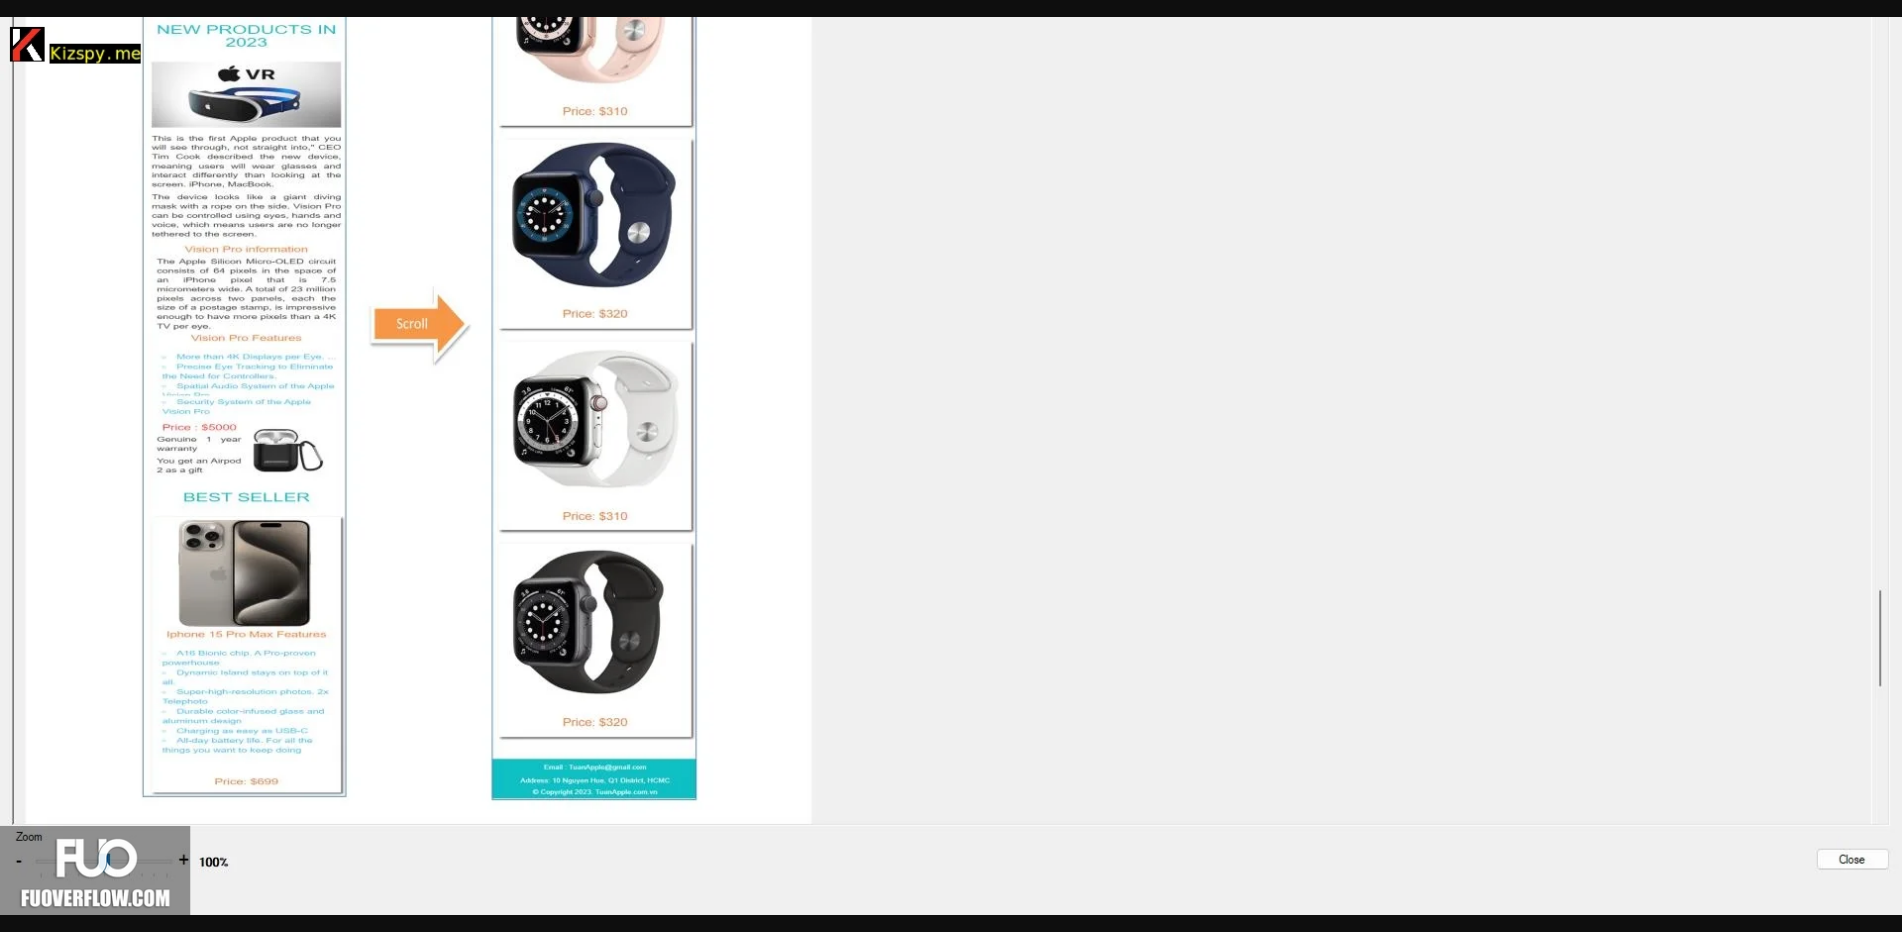 Kizspy.me
NEW PRODUCTS IN
2023
VR
This is the first Apple product that you
will see through, not straight into," CEO
Tim Cook described the new device,
meaning users will wear glasses and
interact differently than looking at the
screen. iPhone, MacBook.
The device looks like a giant diving
mask with a rope on the side. Vision Pro
can be controlled using eyes, hands and
voice, which means users are no longer
tethered to the screen.
Vision Pro information
The Apple Silicon Micro-OLED circuit
consists of 64 pixels in the space of
an iPhone pixel that is 7.5
micrometers wide. A total of 23 million
pixels across two panels, each the
size of a postage stamp, is impressive
enough to have more pixels than a 4K
TV per eye.
Vision Pro Features
More than 4K Displays per Eye, ...
Precise Eye Tracking to Eliminate
the Need for Controllers.
Spatial Audio System of the Apple
Vision Pro
Security System of the Apple
Vision Pro
Price : $5000
Genuine 1 year
warranty
You get an Airpod
2 as a gift
BEST SELLER
Iphone 15 Pro Max Features
A16 Bionic chip. A Pro-proven
powerhouse
Dynamic Island stays on top of it
all.
Super-high-resolution photos. 2x
Telephoto
Durable color-infused glass and
aluminum design
Charging as easy as USB-C
All-day battery life. For all the
things you want to keep doing
Price: $699
Scroll
Price: $310
Price: $320
Price: $310
Price: $320
Email : TuanApple@gmail.com
Address: 10 Nguyen Hue, Q1 District, HCMC
© Copyright 2023. TuanApple.com.vn
Zoom
- + 100%
Close
FUO
FUOVERFLOW.COM